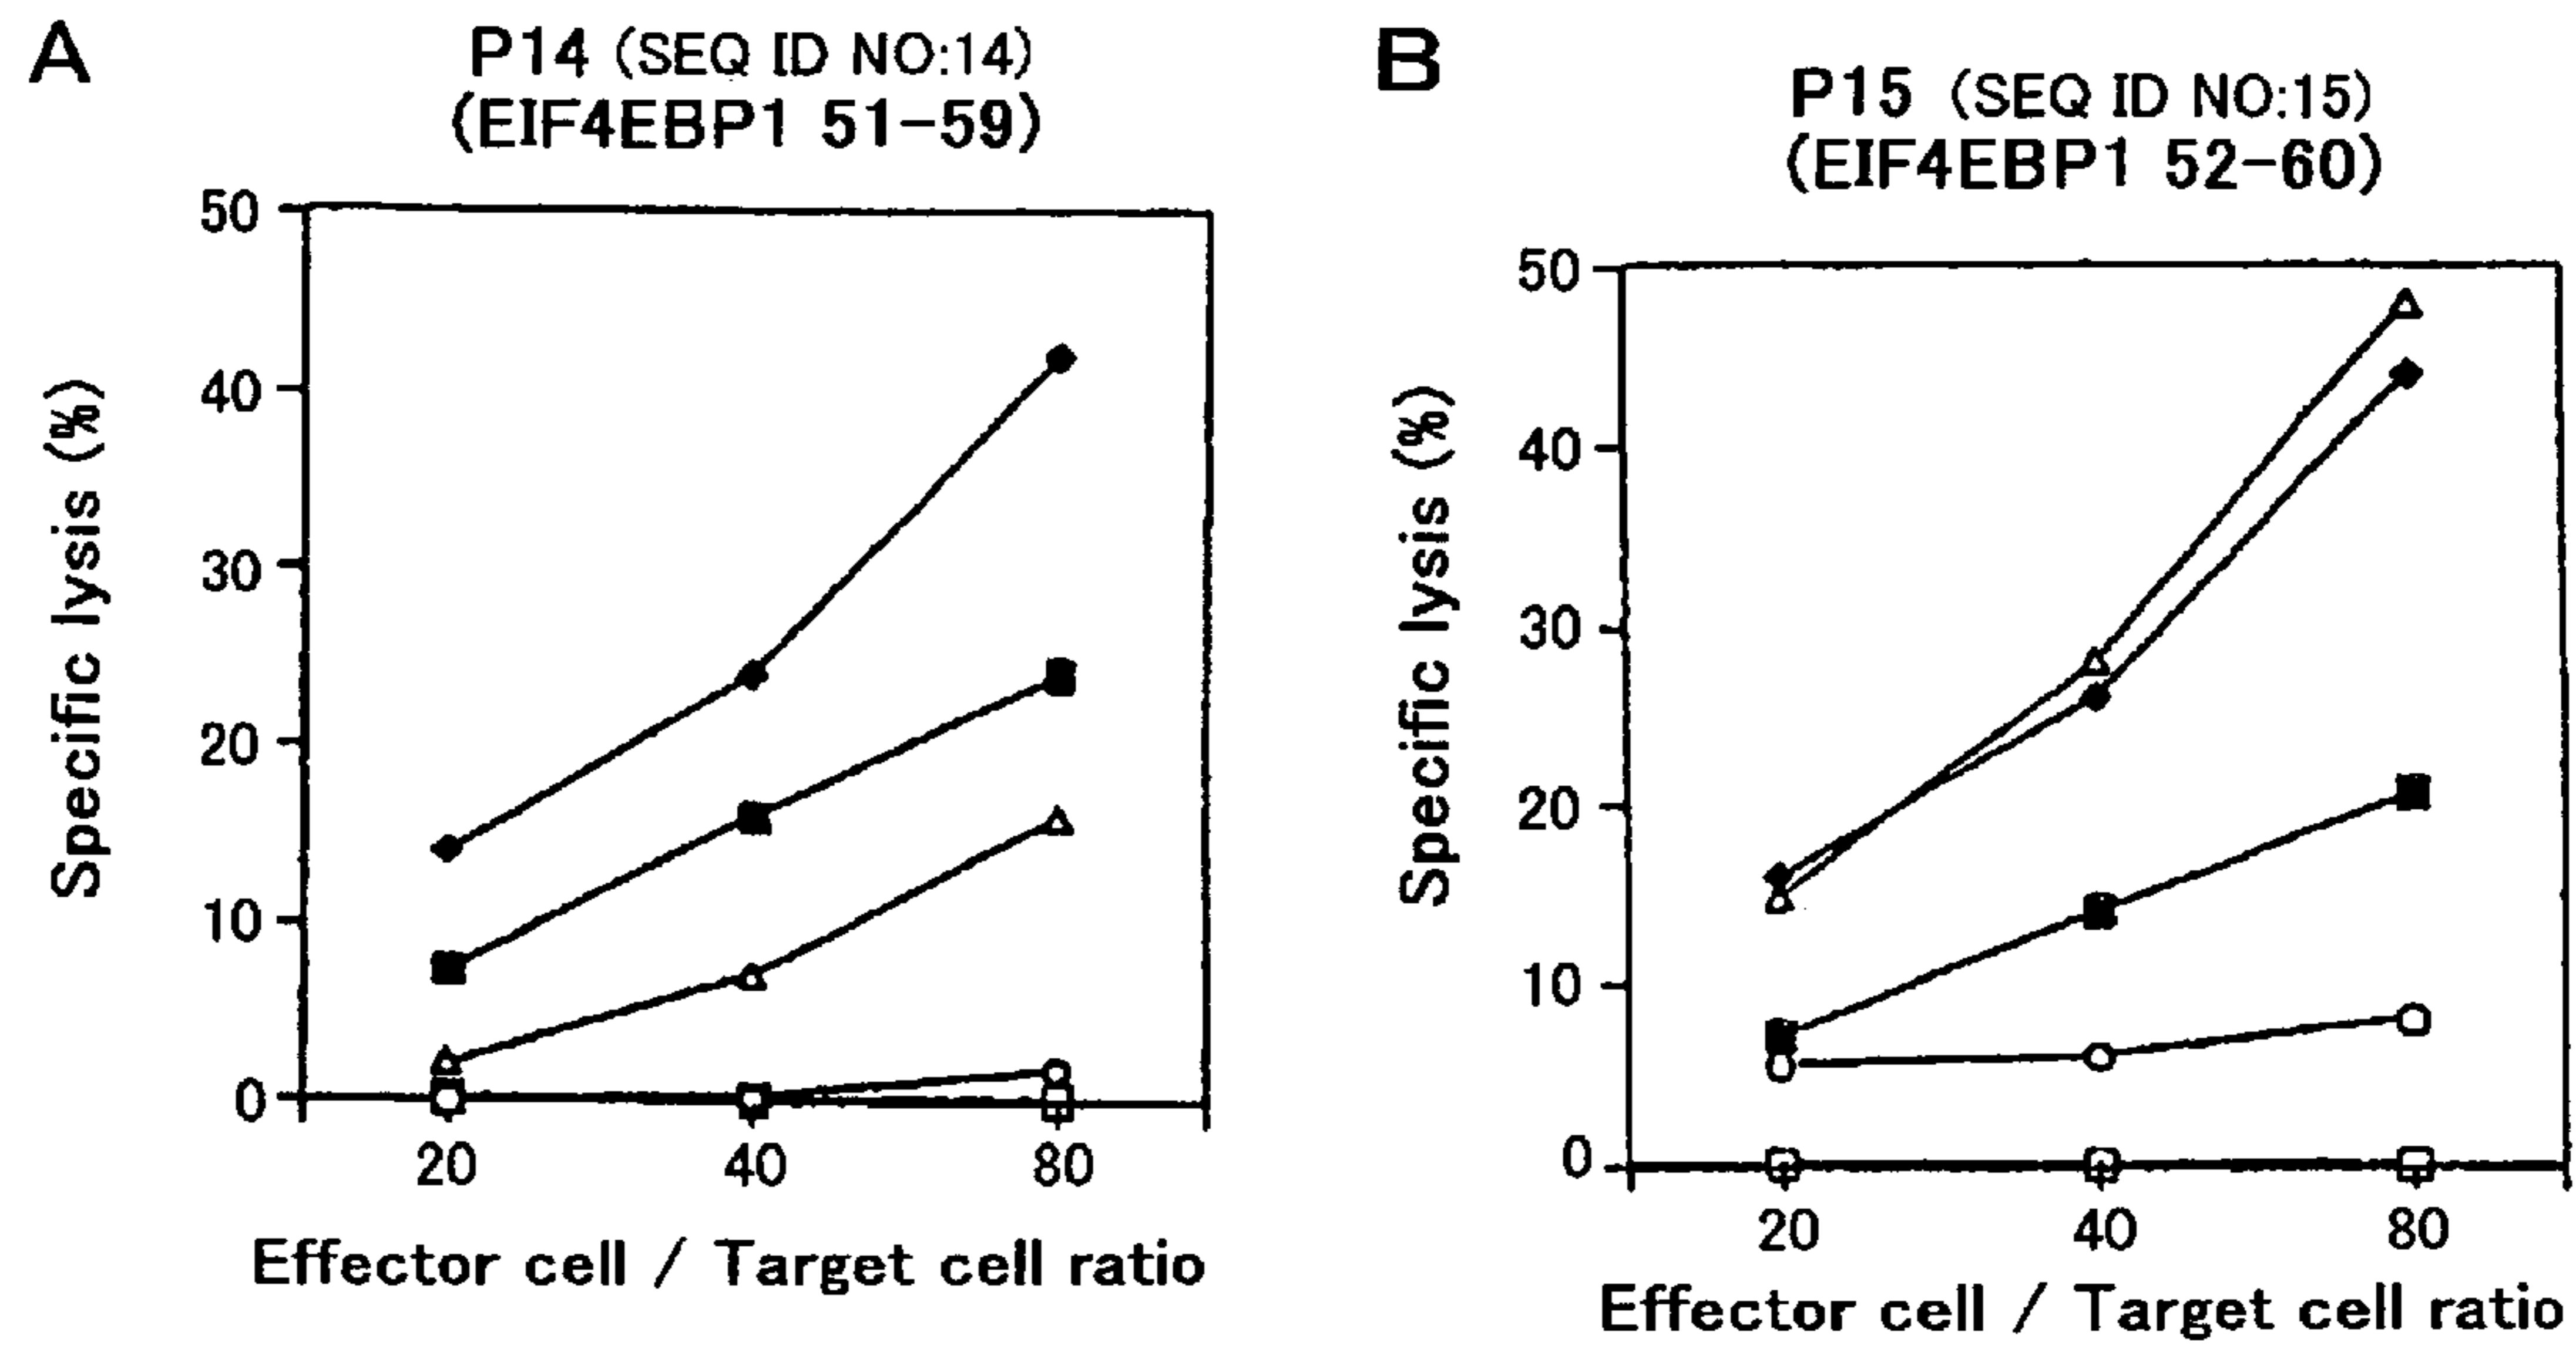 A
P14 (SEQ ID NO:14)
(EIF4EBP1 51-59)
50
40
30
20
10
0
Specific lysis (%)
20 40 80
Effector cell / Target cell ratio
B
P15 (SEQ ID NO:15)
(EIF4EBP1 52-60)
50
40
30
20
10
0
Specific lysis (%)
20 40 80
Effector cell / Target cell ratio